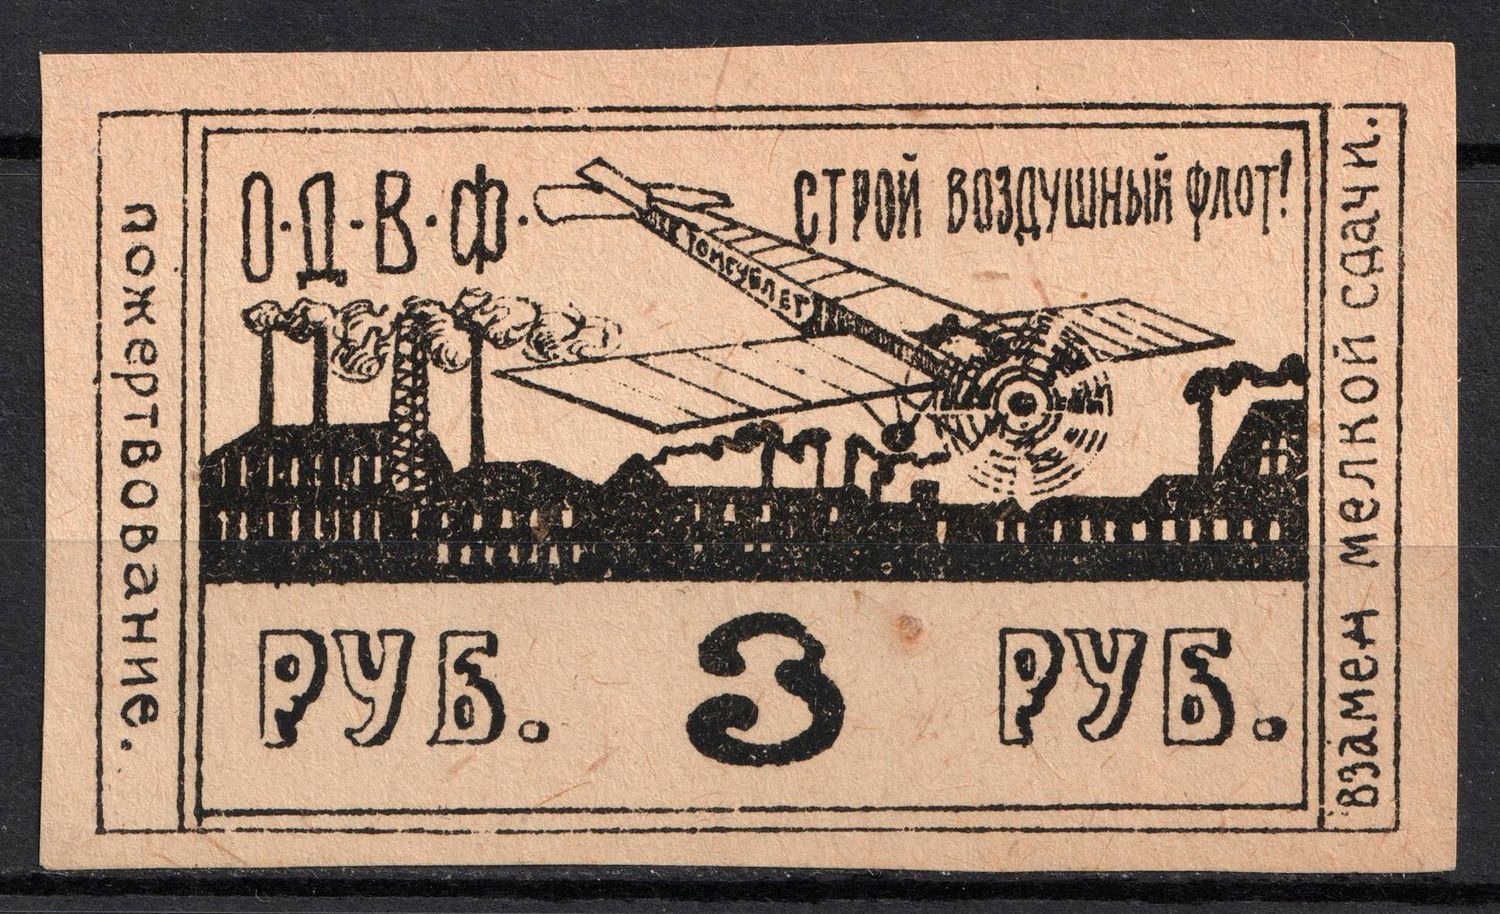 О.Д.В.Ф.
СТРОЙ ВОЗДУШНЫЙ ФЛОТ!
ТОМГУБЛЕТ
пожертвование.
взамен мелкой сдачи.
РУБ. 3 РУБ.